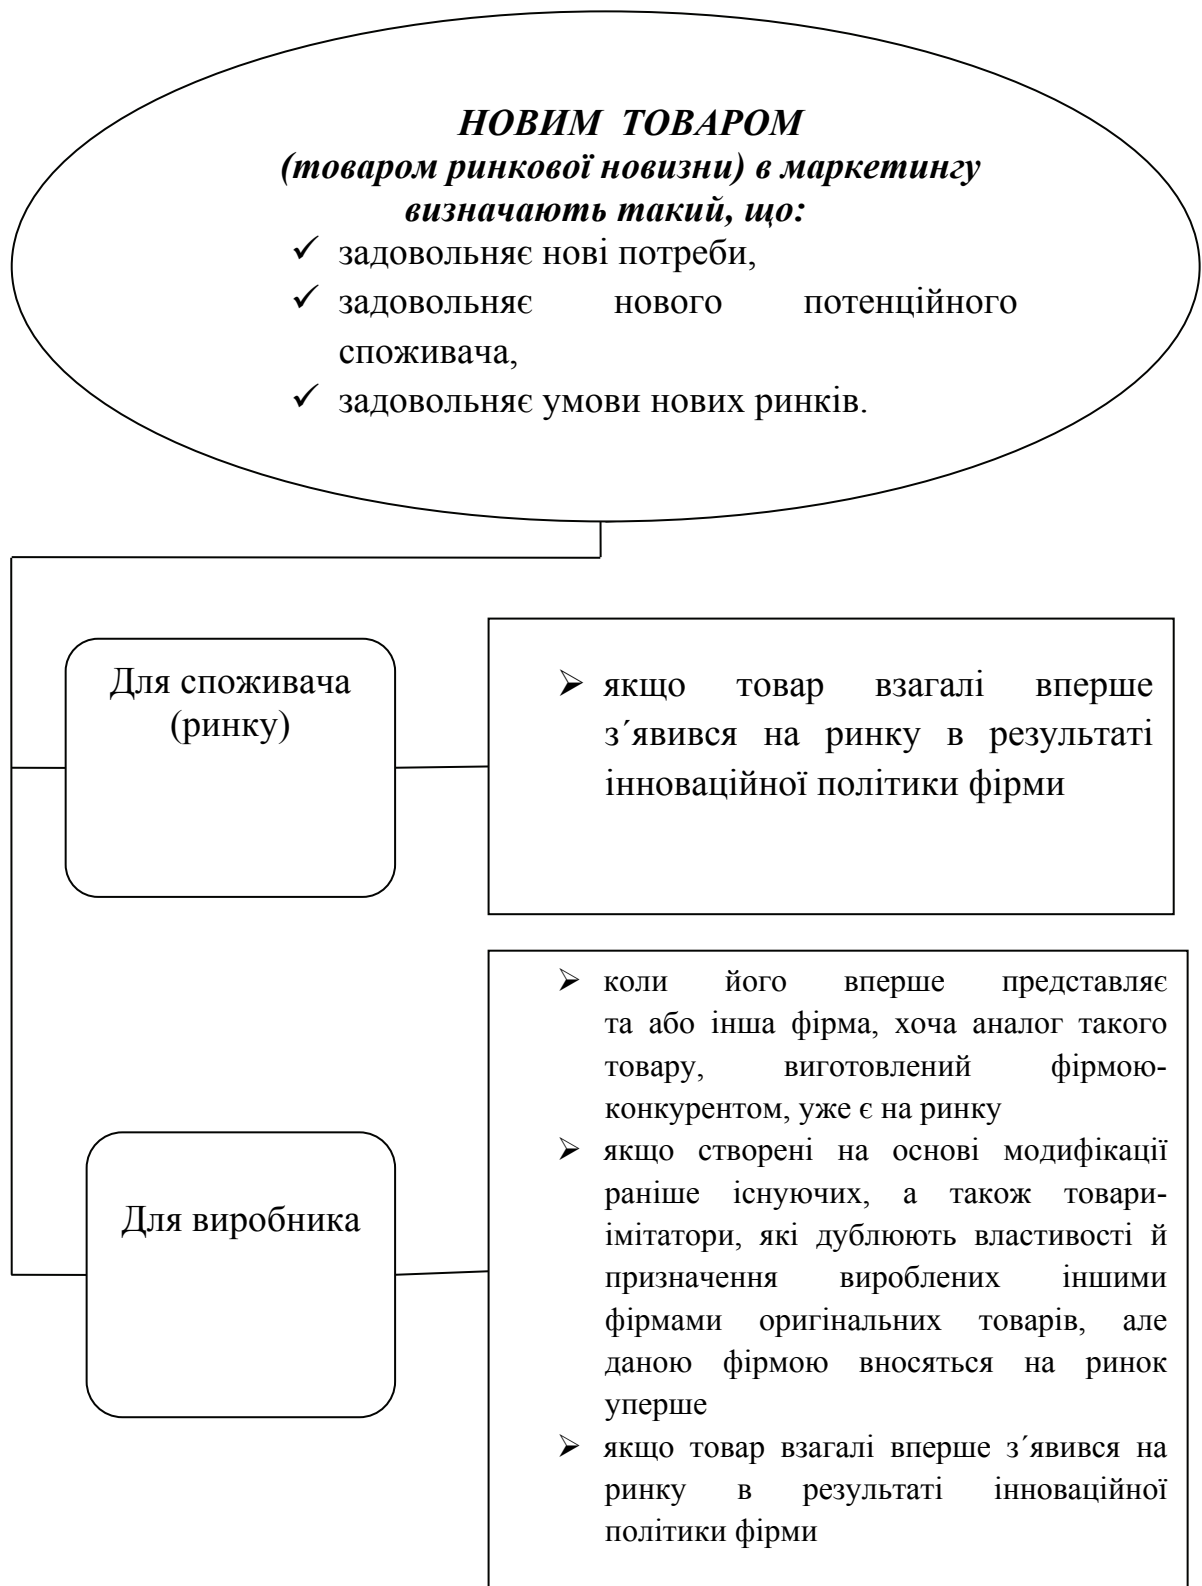 НОВИМ ТОВАРОМ
(товаром ринкової новизни) в маркетингу
визначають такий, що:
✓ задовольняє нові потреби,
✓ задовольняє нового потенційного
споживача,
✓ задовольняє умови нових ринків.
Для споживача
(ринку)
➢ якщо товар взагалі вперше
з´явився на ринку в результаті
інноваційної політики фірми
Для виробника
➢ коли його вперше представляє
та або інша фірма, хоча аналог такого
товару, виготовлений фірмою-
конкурентом, уже є на ринку
➢ якщо створені на основі модифікації
раніше існуючих, а також товари-
імітатори, які дублюють властивості й
призначення вироблених іншими
фірмами оригінальних товарів, але
даною фірмою вносяться на ринок
уперше
➢ якщо товар взагалі вперше з´явився на
ринку в результаті інноваційної
політики фірми